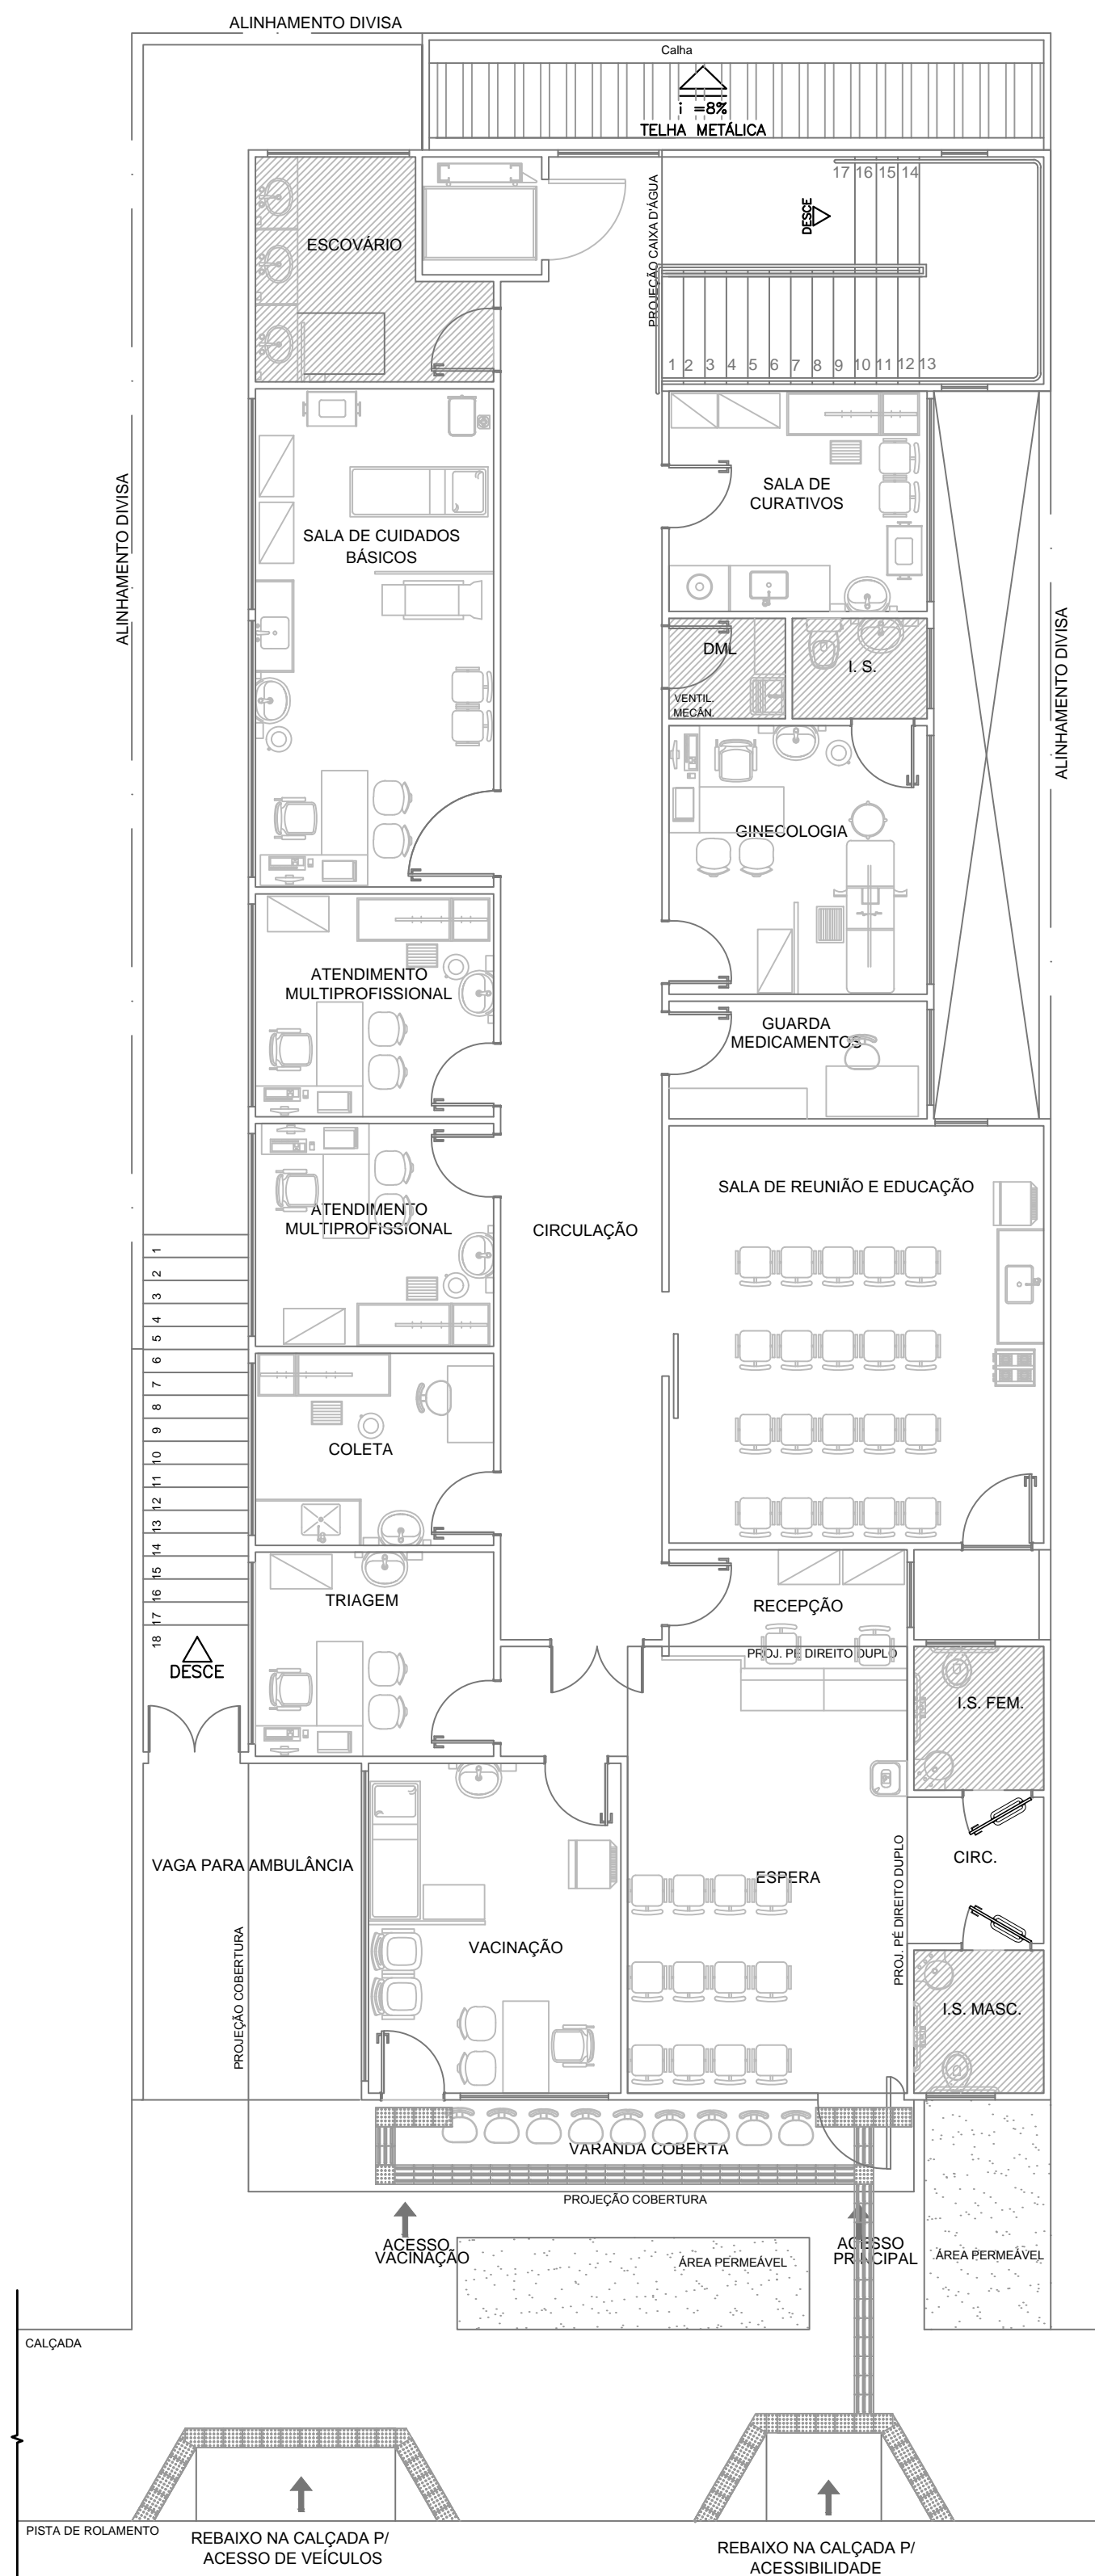 ALINHAMENTO DIVISA
Calha
i =8%
TELHA METÁLICA
ESCOVÁRIO
PROJEÇÃO CAIXA D'ÁGUA
DESCE
17 16 15 14
1 2 3 4 5 6 7 8 9 10 11 12 13
ALINHAMENTO DIVISA
SALA DE CUIDADOS
BÁSICOS
SALA DE
CURATIVOS
ALINHAMENTO DIVISA
DML
VENTIL.
MECÂN.
I. S.
GINECOLOGIA
ATENDIMENTO
MULTIPROFISSIONAL
GUARDA
MEDICAMENTOS
ATENDIMENTO
MULTIPROFISSIONAL
CIRCULAÇÃO
SALA DE REUNIÃO E EDUCAÇÃO
1
2
3
4
5
6
7
8
9
10
11
12
13
14
15
16
17
18
DESCE
COLETA
TRIAGEM
RECEPÇÃO
PROJ. PÉ DIREITO DUPLO
I.S. FEM.
VAGA PARA AMBULÂNCIA
PROJEÇÃO COBERTURA
VACINAÇÃO
ESPERA
PROJ. PÉ DIREITO DUPLO
CIRC.
I.S. MASC.
VARANDA COBERTA
PROJEÇÃO COBERTURA
ACESSO
VACINAÇÃO
ÁREA PERMEÁVEL
ACESSO
PRINCIPAL
ÁREA PERMEÁVEL
CALÇADA
PISTA DE ROLAMENTO
REBAIXO NA CALÇADA P/
ACESSO DE VEÍCULOS
REBAIXO NA CALÇADA P/
ACESSIBILIDADE